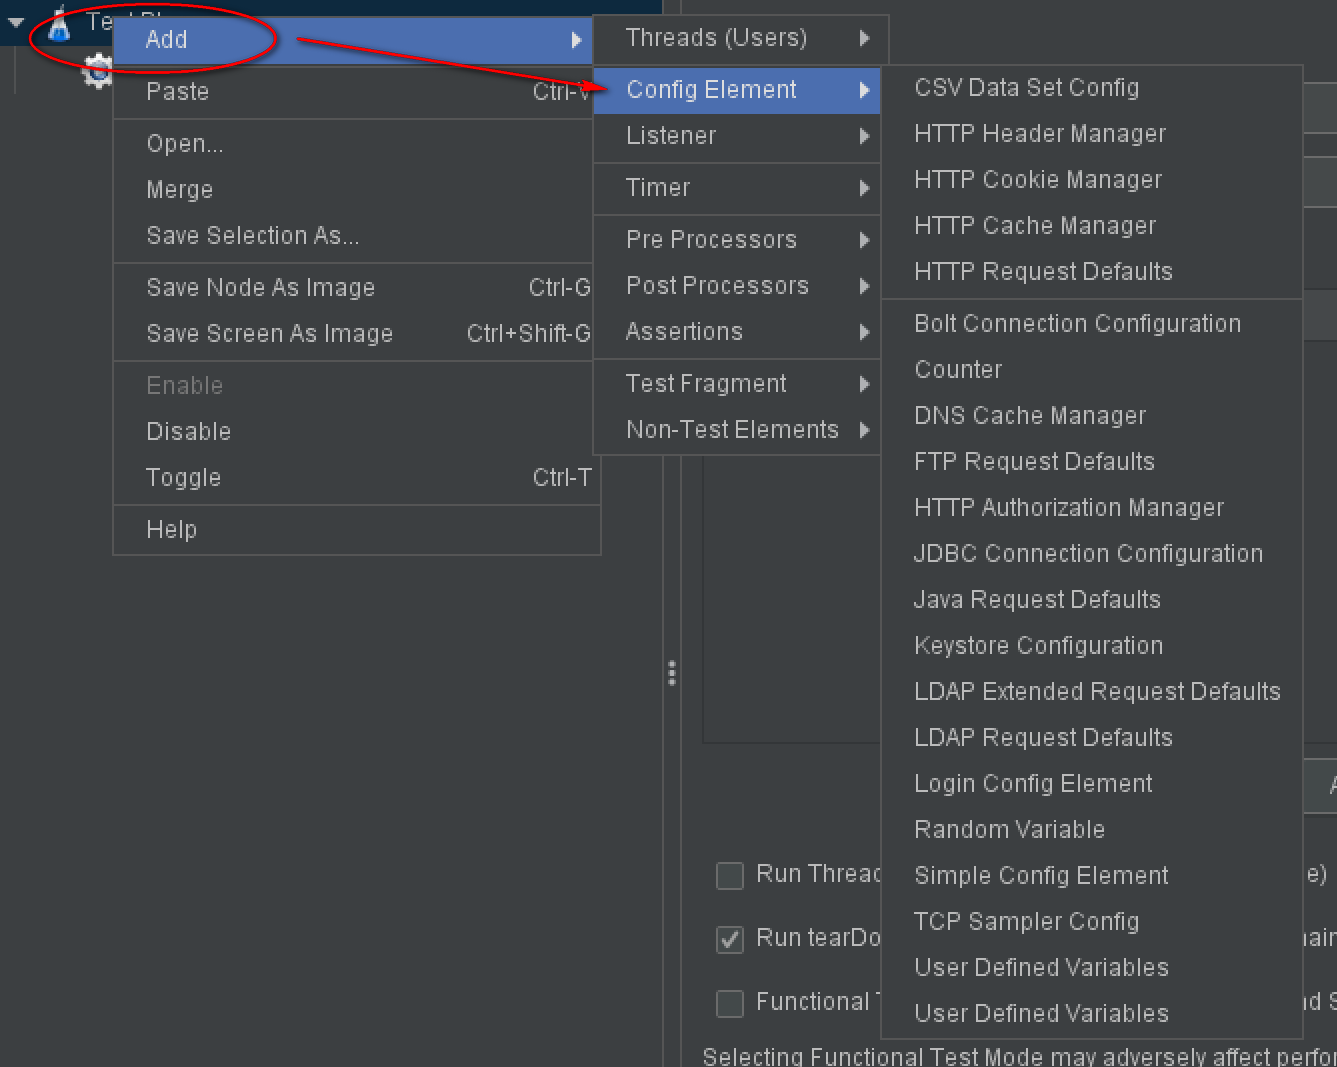 Add
Paste Ctrl-V
Open...
Merge
Save Selection As...
Save Node As Image Ctrl-G
Save Screen As Image Ctrl+Shift-G
Enable
Disable
Toggle Ctrl-T
Help
Threads (Users)
Config Element
Listener
Timer
Pre Processors
Post Processors
Assertions
Test Fragment
Non-Test Elements
CSV Data Set Config
HTTP Header Manager
HTTP Cookie Manager
HTTP Cache Manager
HTTP Request Defaults
Bolt Connection Configuration
Counter
DNS Cache Manager
FTP Request Defaults
HTTP Authorization Manager
JDBC Connection Configuration
Java Request Defaults
Keystore Configuration
LDAP Extended Request Defaults
LDAP Request Defaults
Login Config Element
Random Variable
Simple Config Element
TCP Sampler Config
User Defined Variables
User Defined Variables
Run Thread
Run tearDo
Functional
Selecting Functional Test Mode may adversely affect perfor